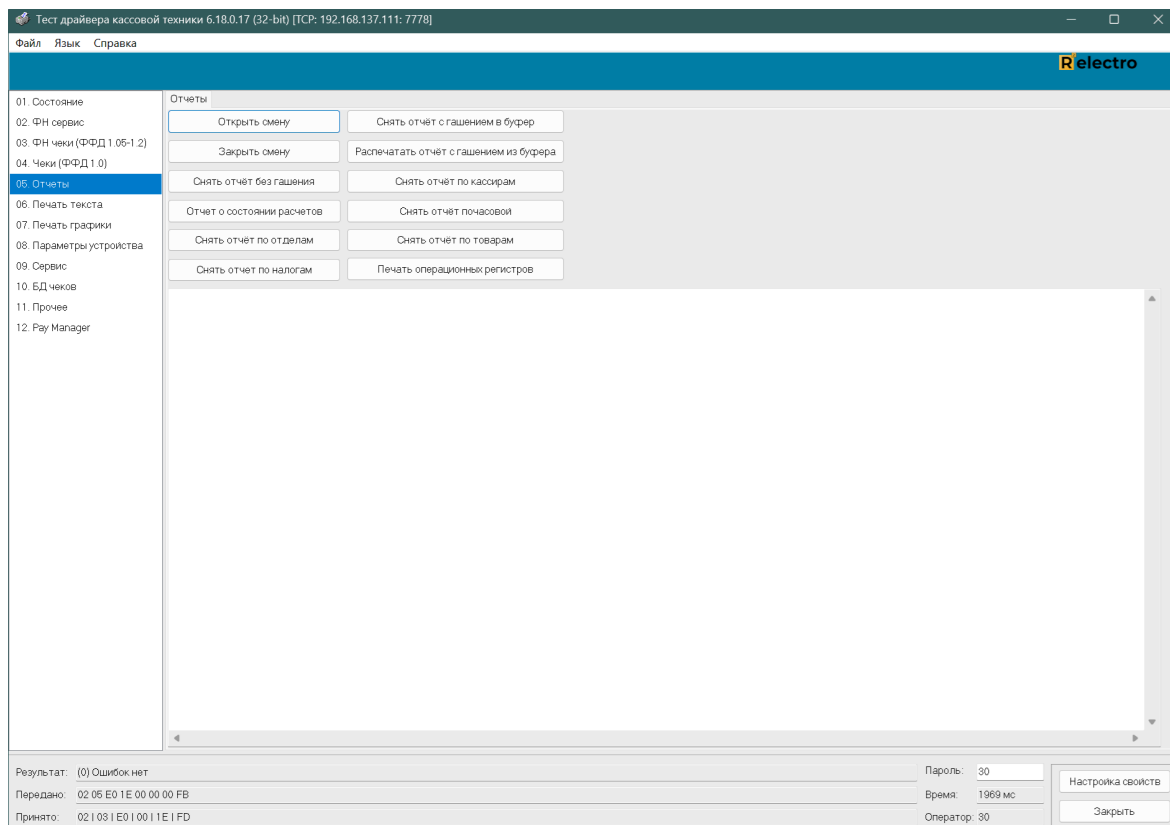 Тест драйвера кассовой техники 6.18.0.17 (32-bit) [TCP: 192.168.137.111: 7778]
Файл Язык Справка
R electro
01. Состояние
02. ФН сервис
03. ФН чеки (ФФД 1.05-1.2)
04. Чеки (ФФД 1.0)
05. Отчеты
06. Печать текста
07. Печать графики
08. Параметры устройства
09. Сервис
10. БД чеков
11. Прочее
12. Pay Manager
Отчеты
Открыть смену Снять отчёт с гашением в буфер
Закрыть смену Распечатать отчёт с гашением из буфера
Снять отчёт без гашения Снять отчёт по кассирам
Отчет о состоянии расчетов Снять отчёт почасовой
Снять отчёт по отделам Снять отчёт по товарам
Снять отчет по налогам Печать операционных регистров
Результат: (0) Ошибок нет
Передано: 02 05 E0 1E 00 00 00 FB
Принято: 02 | 03 | E0 | 00 | 1E | FD
Пароль: 30
Время: 1969 мс
Оператор: 30
Настройка свойств
Закрыть